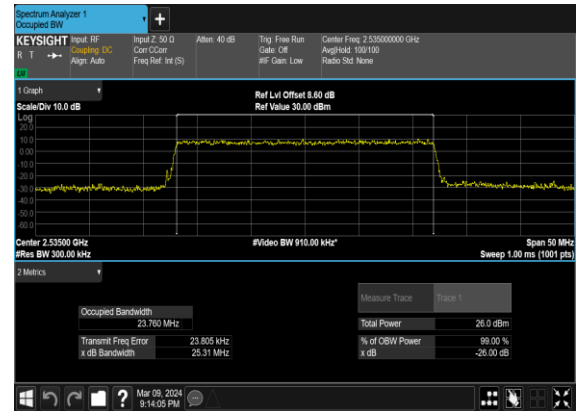 Spectrum Analyzer 1
Occupied BW
KEYSIGHT Input: RF Input Z: 50 Ω Atten: 40 dB Trig: Free Run Center Freq: 2.535000000 GHz
R T Coupling: DC Corr CCorr Gate: Off Avg|Hold: 100/100
Align: Auto Freq Ref: Int (S) #IF Gain: Low Radio Std: None
LXI
1 Graph
Ref Lvl Offset 8.60 dB
Scale/Div 10.0 dB Ref Value 30.00 dBm
Log
20.0
10.0
0.00
-10.0
-20.0
-30.0
-40.0
-50.0
-60.0
Center 2.53500 GHz #Video BW 910.00 kHz* Span 50 MHz
#Res BW 300.00 kHz Sweep 1.00 ms (1001 pts)
2 Metrics
Measure Trace Trace 1
Occupied Bandwidth
23.760 MHz Total Power 26.0 dBm
Transmit Freq Error 23.805 kHz % of OBW Power 99.00 %
x dB Bandwidth 25.31 MHz x dB -26.00 dB
Mar 09, 2024
9:14:05 PM